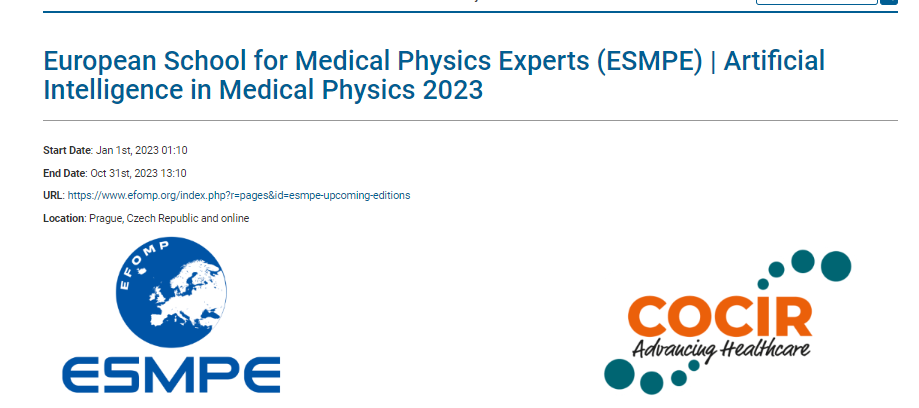 European School for Medical Physics Experts (ESMPE) | Artificial
Intelligence in Medical Physics 2023
Start Date: Jan 1st, 2023 01:10
End Date: Oct 31st, 2023 13:10
URL: https://www.efomp.org/index.php?r=pages&id=esmpe-upcoming-editions
Location: Prague, Czech Republic and online
EFOMP
ESMPE
COCIR
Advancing Healthcare